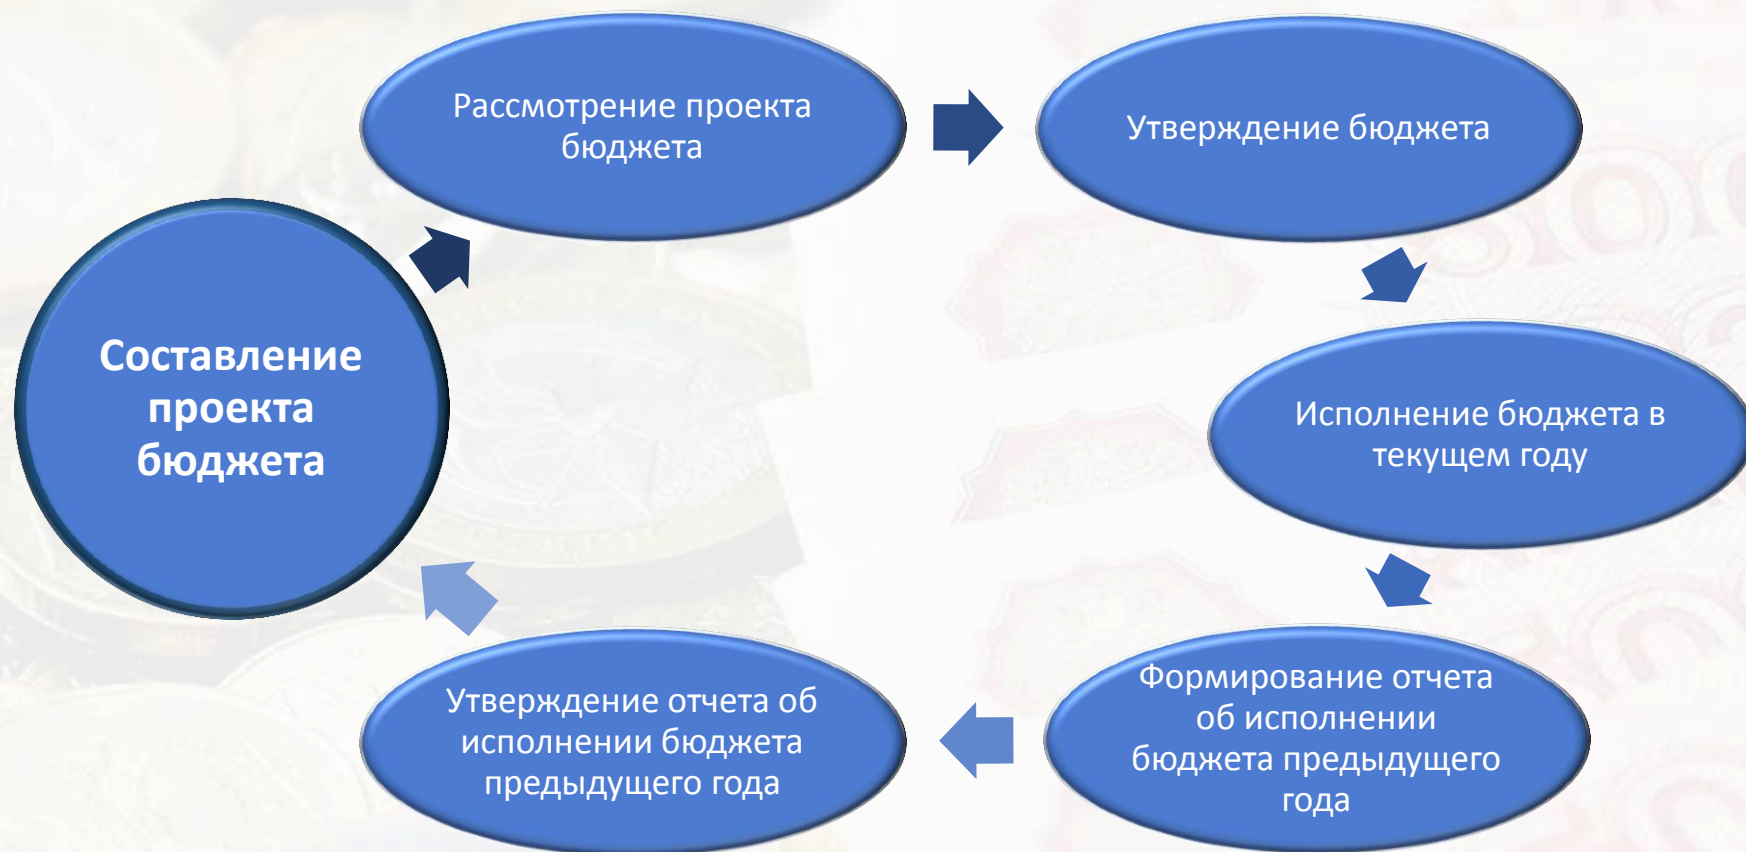 Рассмотрение проекта
бюджета
Утверждение бюджета
Составление
проекта
бюджета
Исполнение бюджета в
текущем году
Формирование отчета
об исполнении
бюджета предыдущего
года
Утверждение отчета об
исполнении бюджета
предыдущего года